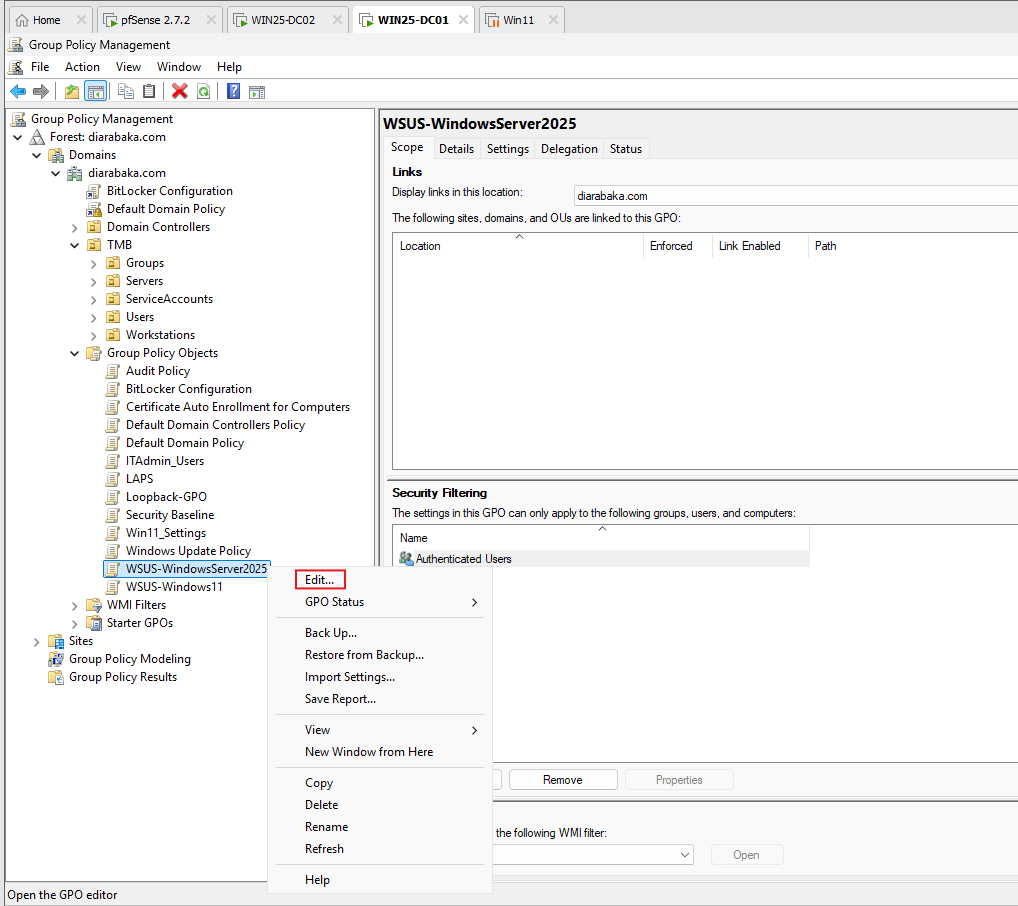 Home
pfSense 2.7.2
WIN25-DC02
WIN25-DC01
Win11
Group Policy Management
File Action View Window Help
Group Policy Management
Forest: diarabaka.com
Domains
diarabaka.com
BitLocker Configuration
Default Domain Policy
Domain Controllers
TMB
Groups
Servers
ServiceAccounts
Users
Workstations
Group Policy Objects
Audit Policy
BitLocker Configuration
Certificate Auto Enrollment for Computers
Default Domain Controllers Policy
Default Domain Policy
ITAdmin_Users
LAPS
Loopback-GPO
Security Baseline
Win11_Settings
Windows Update Policy
WSUS-WindowsServer2025
WSUS-Windows11
WMI Filters
Starter GPOs
Sites
Group Policy Modeling
Group Policy Results
WSUS-WindowsServer2025
Scope Details Settings Delegation Status
Links
Display links in this location: diarabaka.com
The following sites, domains, and OUs are linked to this GPO:
Location Enforced Link Enabled Path
Security Filtering
The settings in this GPO can only apply to the following groups, users, and computers:
Name
Authenticated Users
Edit...
GPO Status
Back Up...
Restore from Backup...
Import Settings...
Save Report...
View
New Window from Here
Copy
Delete
Rename
Refresh
Help
Remove Properties
the following WMI filter:
Open
Open the GPO editor